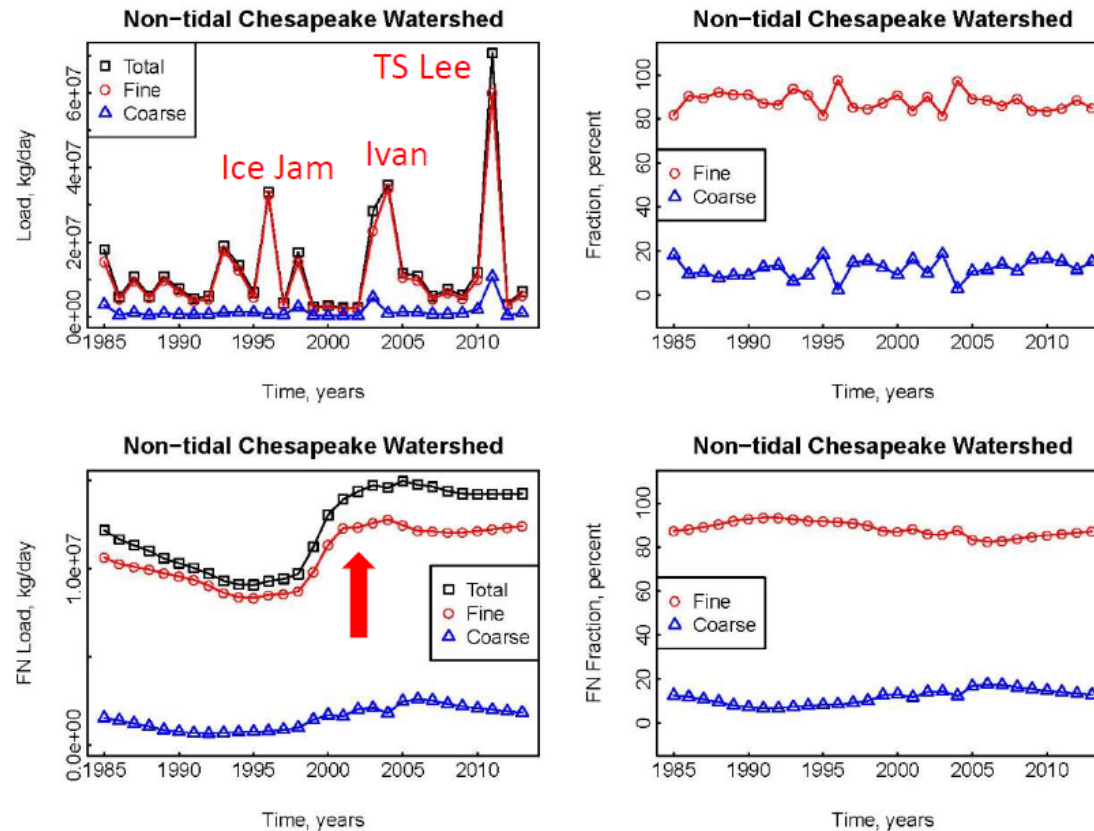 Non-tidal Chesapeake Watershed
Total
Fine
Coarse
TS Lee
Ice Jam
Ivan
Load, kg/day
0e+00
2e+07
4e+07
6e+07
1985
1990
1995
2000
2005
2010
Time, years
Non-tidal Chesapeake Watershed
Fine
Coarse
Fraction, percent
0
20
40
60
80
100
1985
1990
1995
2000
2005
2010
Time, years
Non-tidal Chesapeake Watershed
Total
Fine
Coarse
FN Load, kg/day
0.0e+00
1.0e+07
1985
1990
1995
2000
2005
2010
Time, years
Non-tidal Chesapeake Watershed
Fine
Coarse
FN Fraction, percent
0
20
40
60
80
100
1985
1990
1995
2000
2005
2010
Time, years